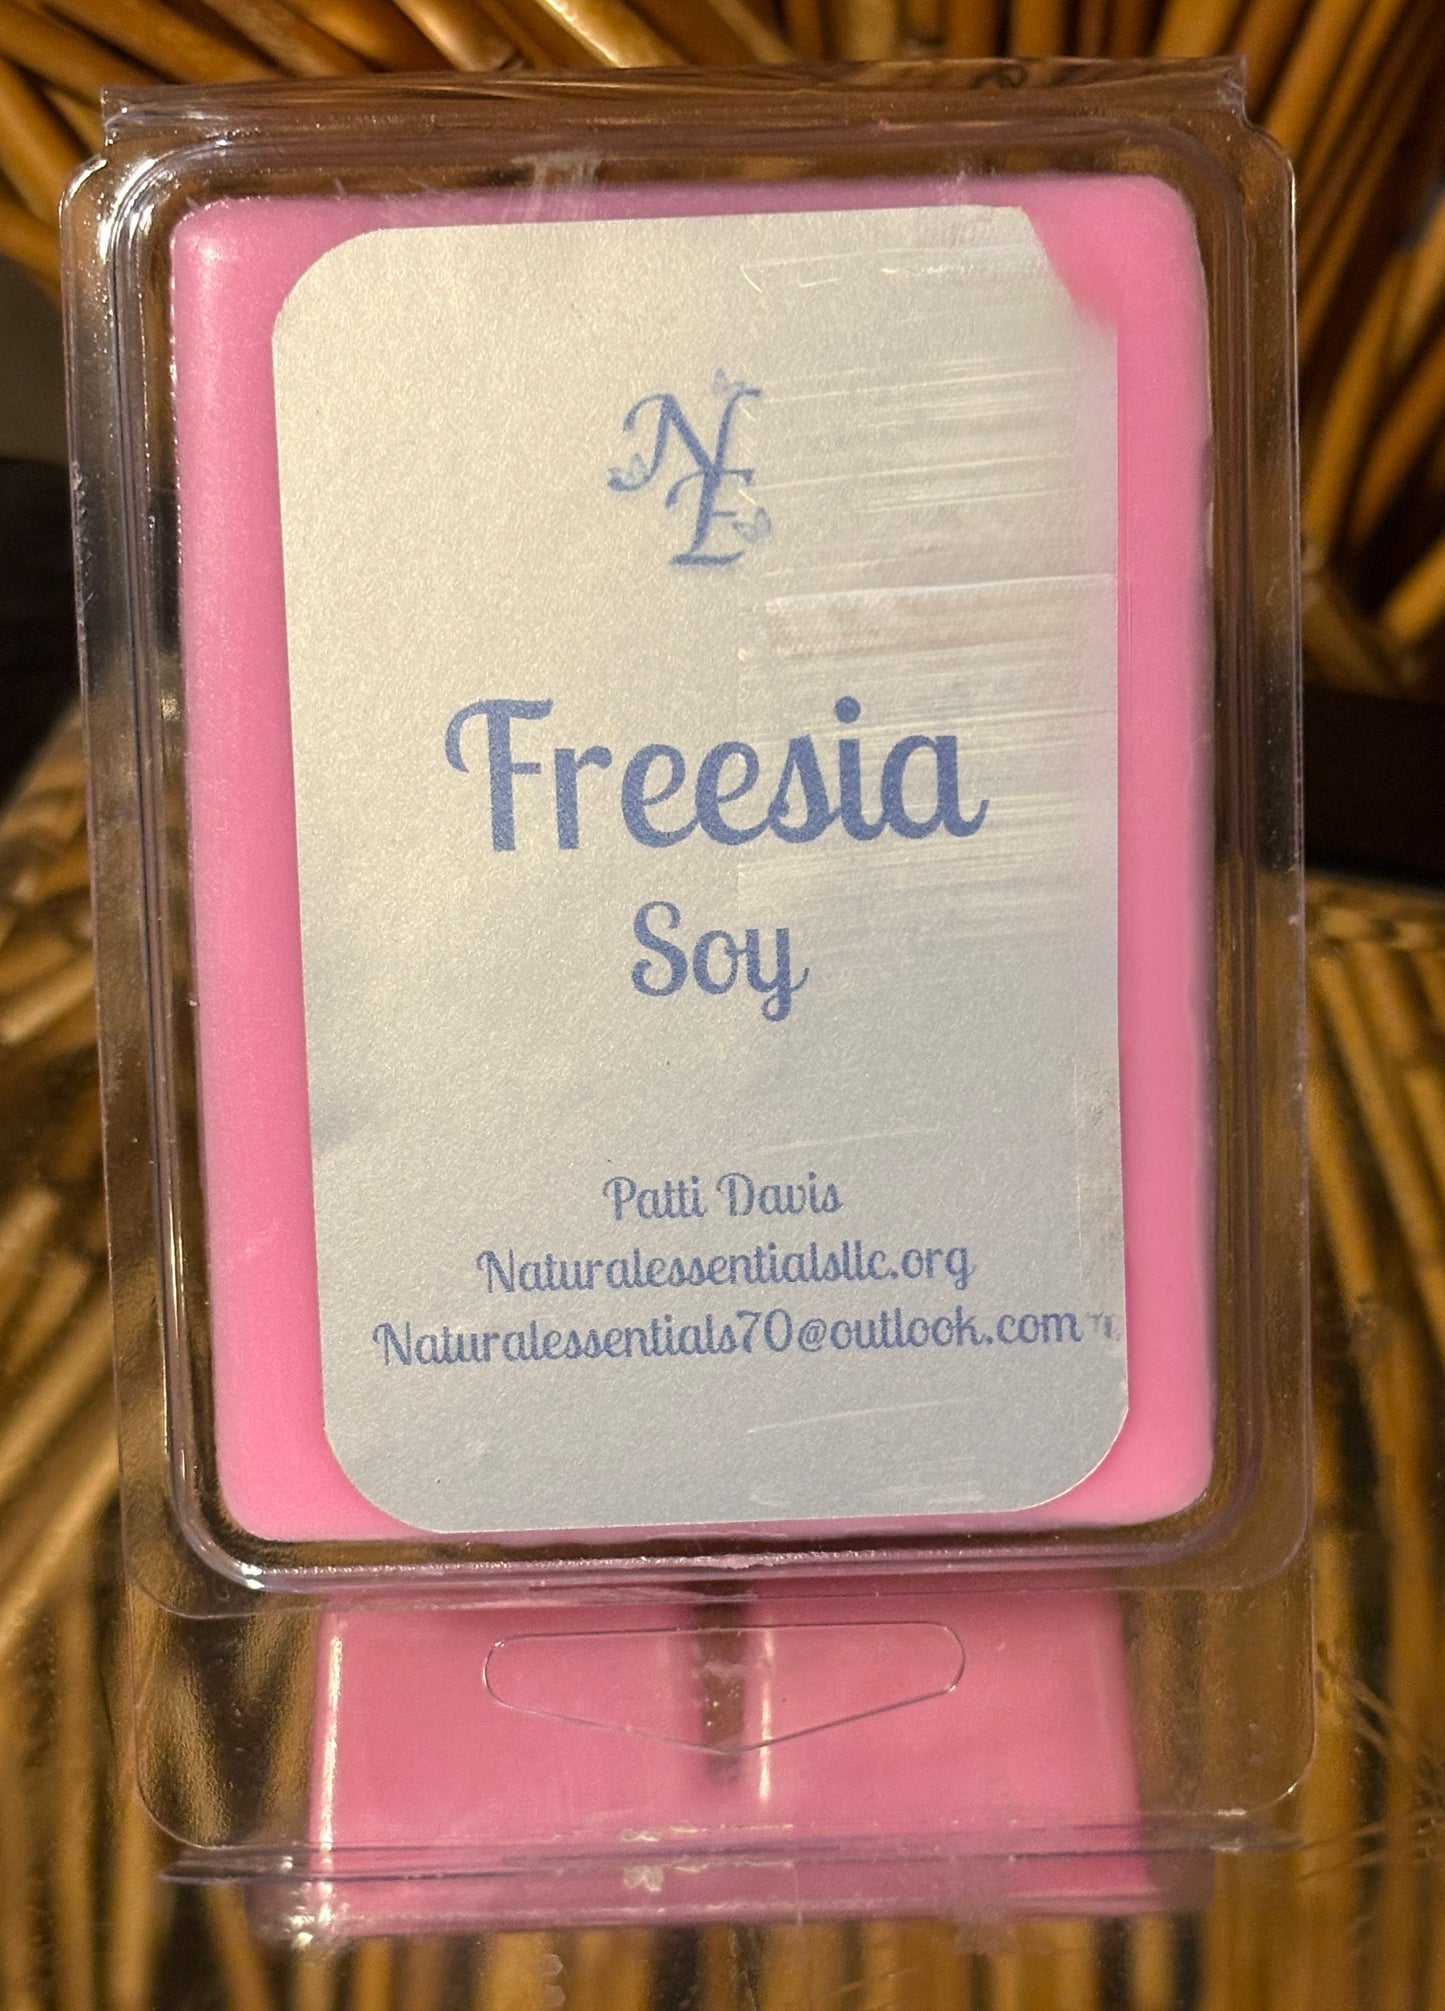 NE
Freesia
Soy
Patti Davis
Naturalessentialsllc.org
Naturalessentials70@outlook.com